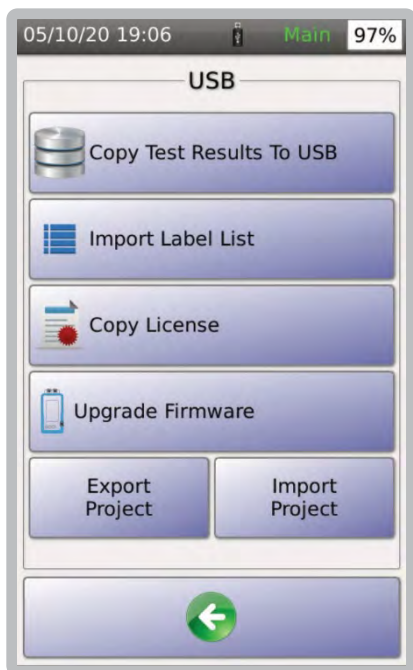 05/10/20 19:06 Main 97%
USB
Copy Test Results To USB
Import Label List
Copy License
Upgrade Firmware
Export
Project
Import
Project